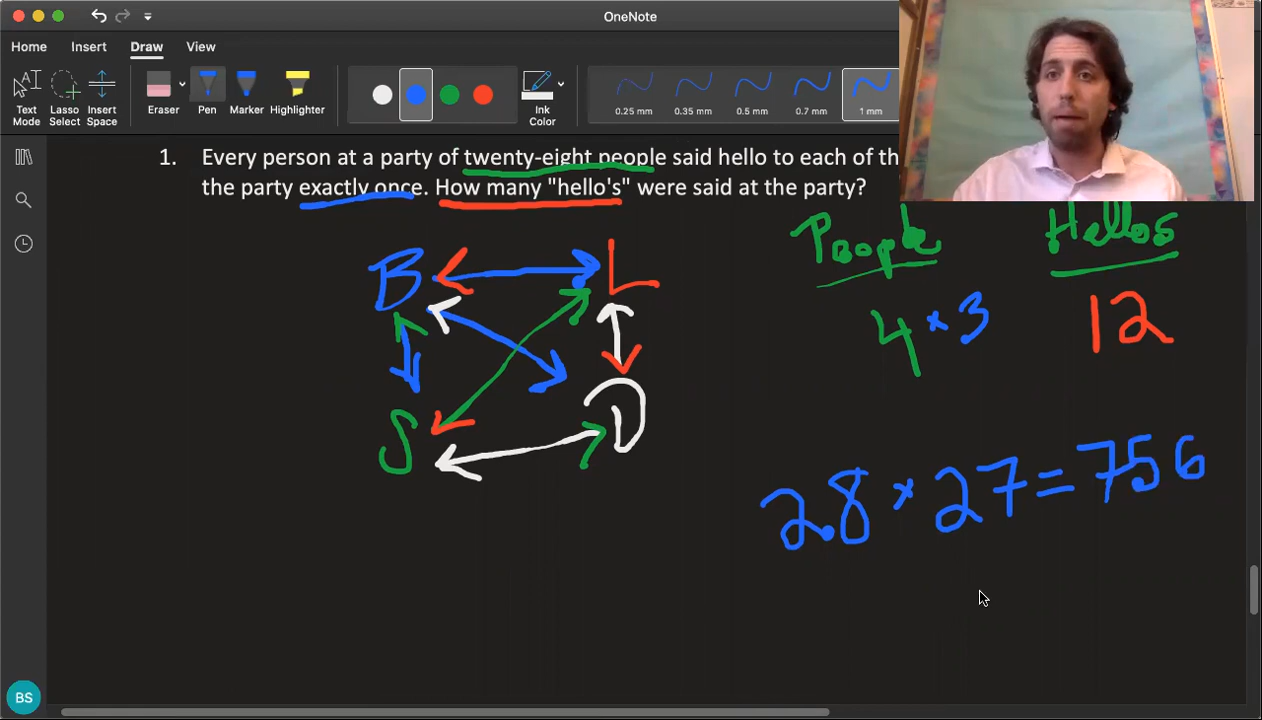 OneNote
Home Insert Draw View
Text Mode
Lasso Select
Insert Space
Eraser
Pen
Marker
Highlighter
Ink Color
0.25 mm 0.35 mm 0.5 mm 0.7 mm 1 mm
1. Every person at a party of twenty-eight people said hello to each of th
the party exactly once. How many "hello's" were said at the party?
People Hellos
B L
4 × 3 12
S D
28 × 27 = 756
BS